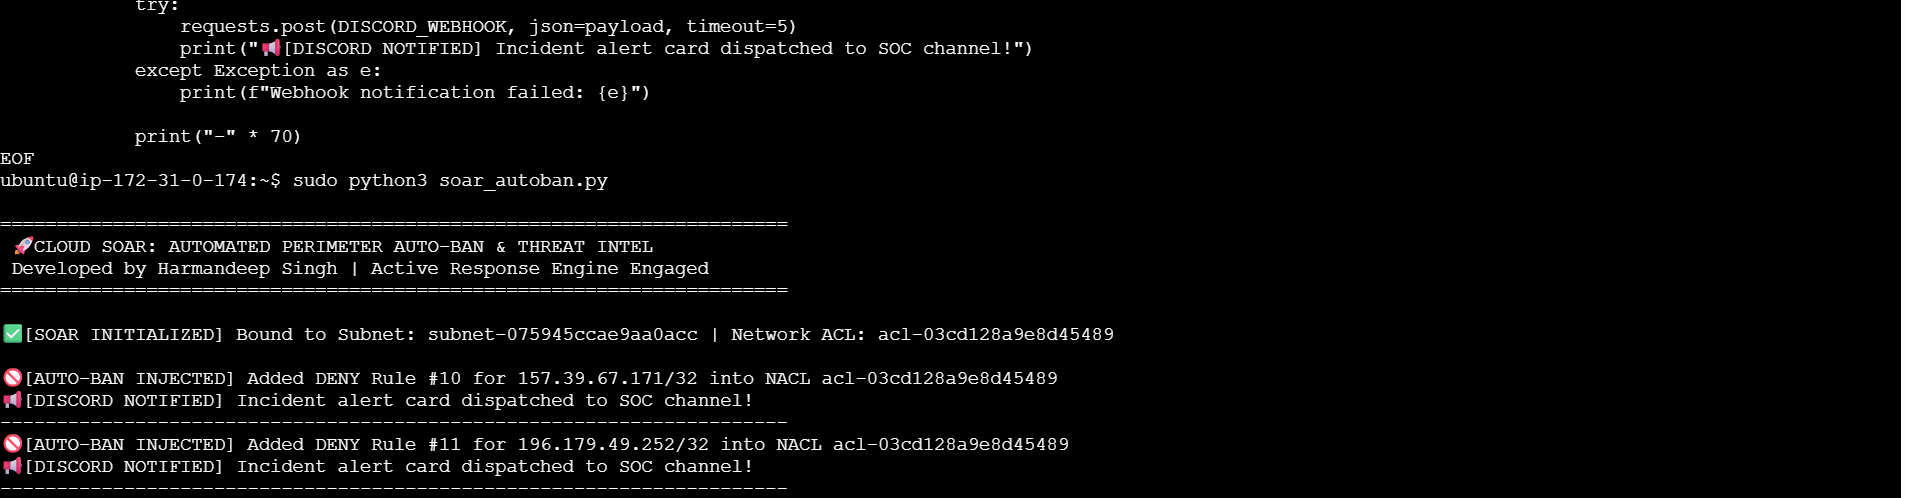 try:
requests.post(DISCORD_WEBHOOK, json=payload, timeout=5)
print("📢[DISCORD NOTIFIED] Incident alert card dispatched to SOC channel!")
except Exception as e:
print(f"Webhook notification failed: {e}")
print("-" * 70)
EOF
ubuntu@ip-172-31-0-174:~$ sudo python3 soar_autoban.py
======================================================================
🚀CLOUD SOAR: AUTOMATED PERIMETER AUTO-BAN & THREAT INTEL
Developed by Harmandeep Singh | Active Response Engine Engaged
======================================================================
✅[SOAR INITIALIZED] Bound to Subnet: subnet-075945ccae9aa0acc | Network ACL: acl-03cd128a9e8d45489
🚫[AUTO-BAN INJECTED] Added DENY Rule #10 for 157.39.67.171/32 into NACL acl-03cd128a9e8d45489
📢[DISCORD NOTIFIED] Incident alert card dispatched to SOC channel!
----------------------------------------------------------------------
🚫[AUTO-BAN INJECTED] Added DENY Rule #11 for 196.179.49.252/32 into NACL acl-03cd128a9e8d45489
📢[DISCORD NOTIFIED] Incident alert card dispatched to SOC channel!
----------------------------------------------------------------------